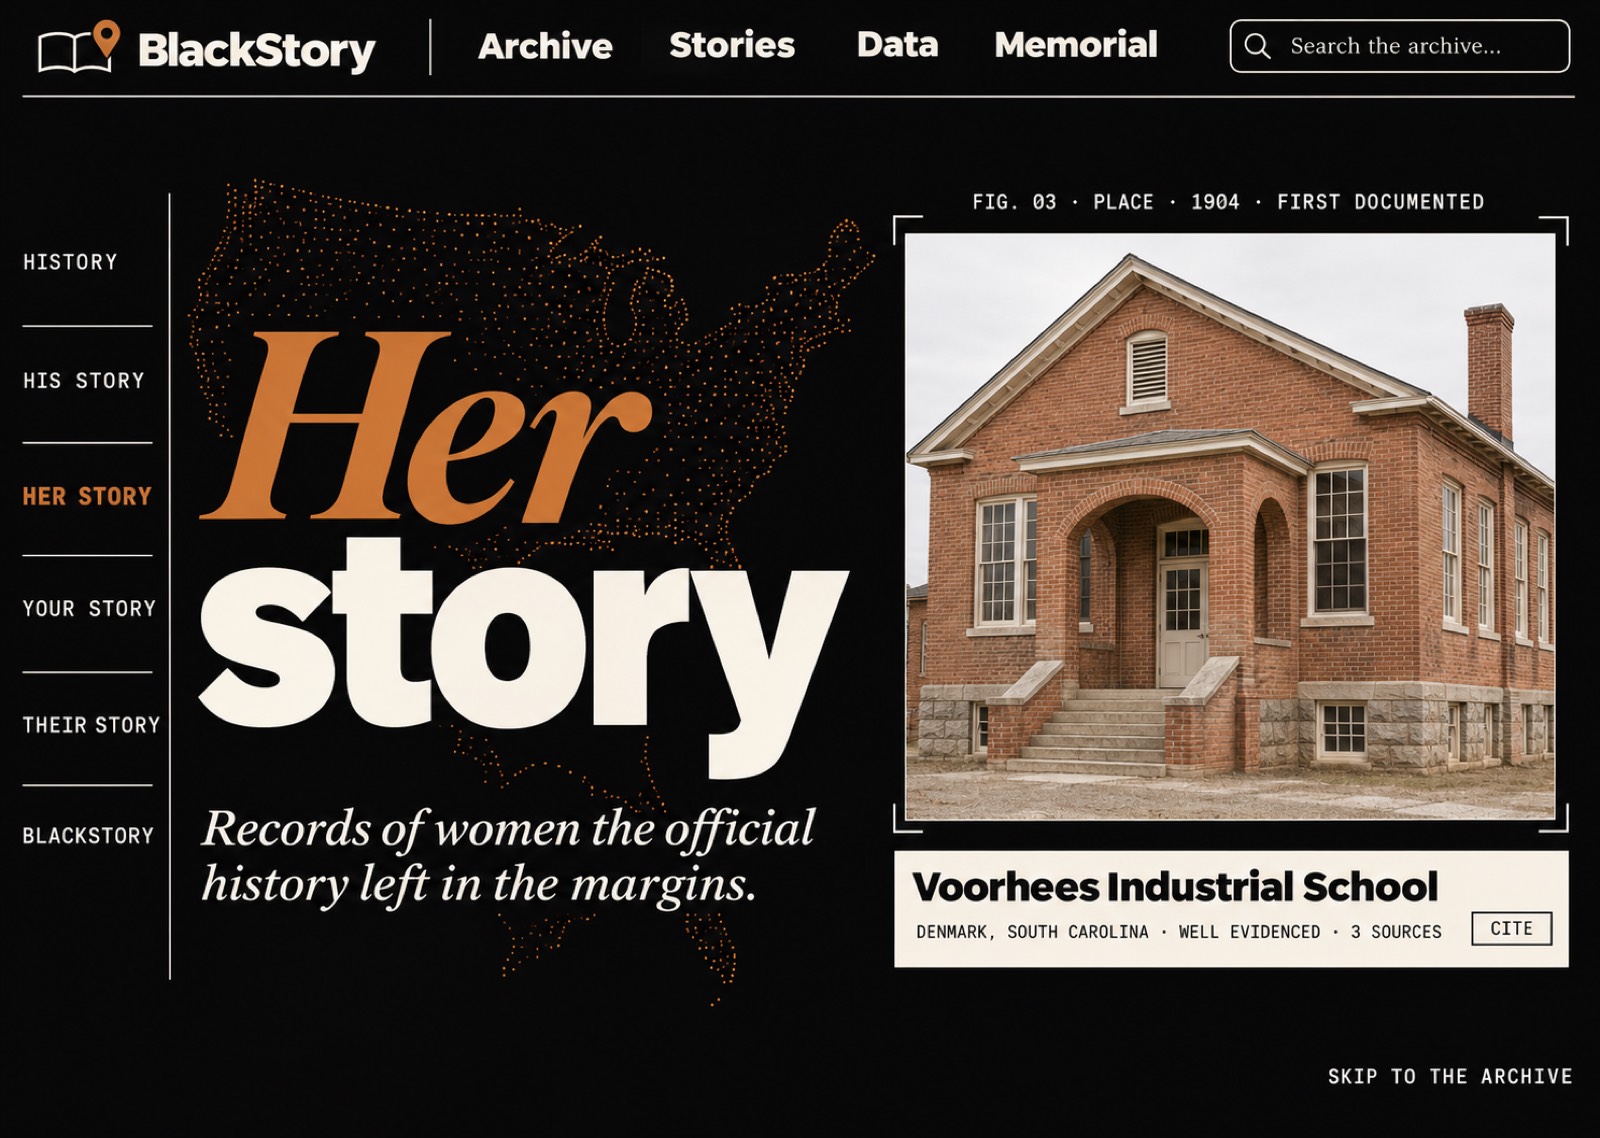 BlackStory
Archive
Stories
Data
Memorial
Search the archive...
HISTORY
HIS STORY
HER STORY
YOUR STORY
THEIR STORY
BLACKSTORY
Her
story
Records of women the official
history left in the margins.
FIG. 03 · PLACE · 1904 · FIRST DOCUMENTED
Voorhees Industrial School
DENMARK, SOUTH CAROLINA · WELL EVIDENCED · 3 SOURCES
CITE
SKIP TO THE ARCHIVE